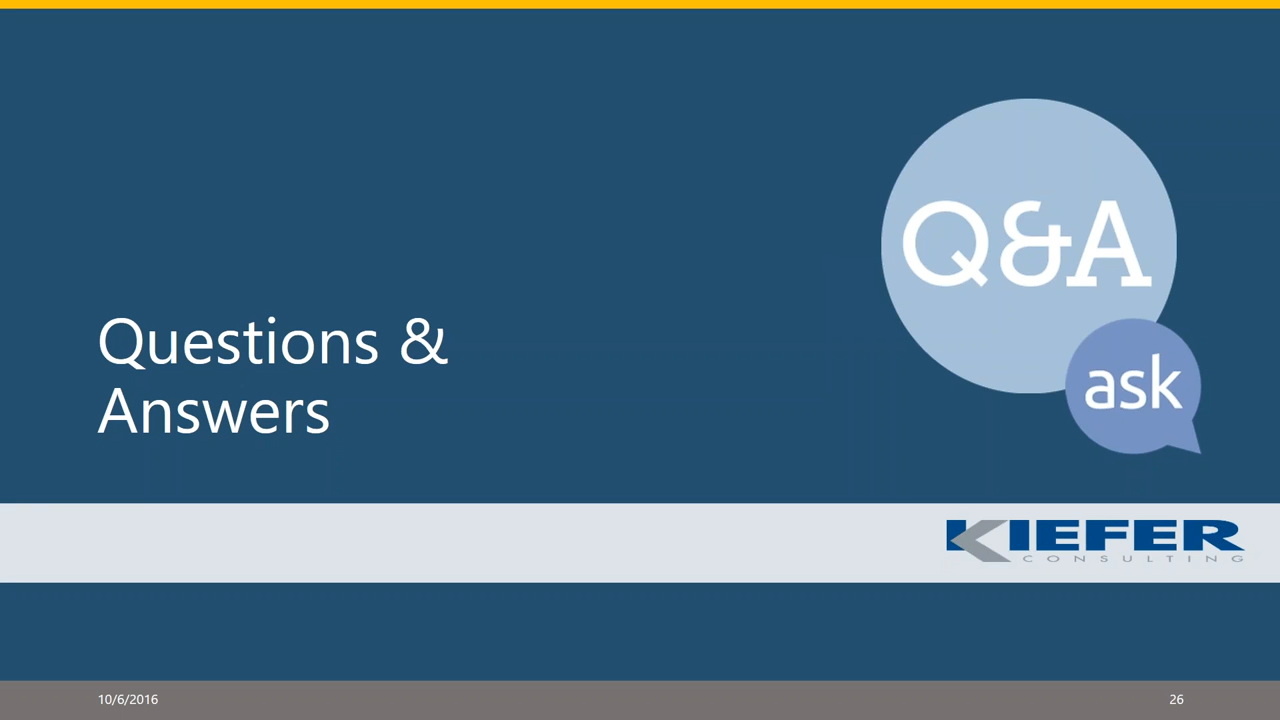 Q&A
ask
Questions &
Answers
KIEFER
CONSULTING
10/6/2016
26